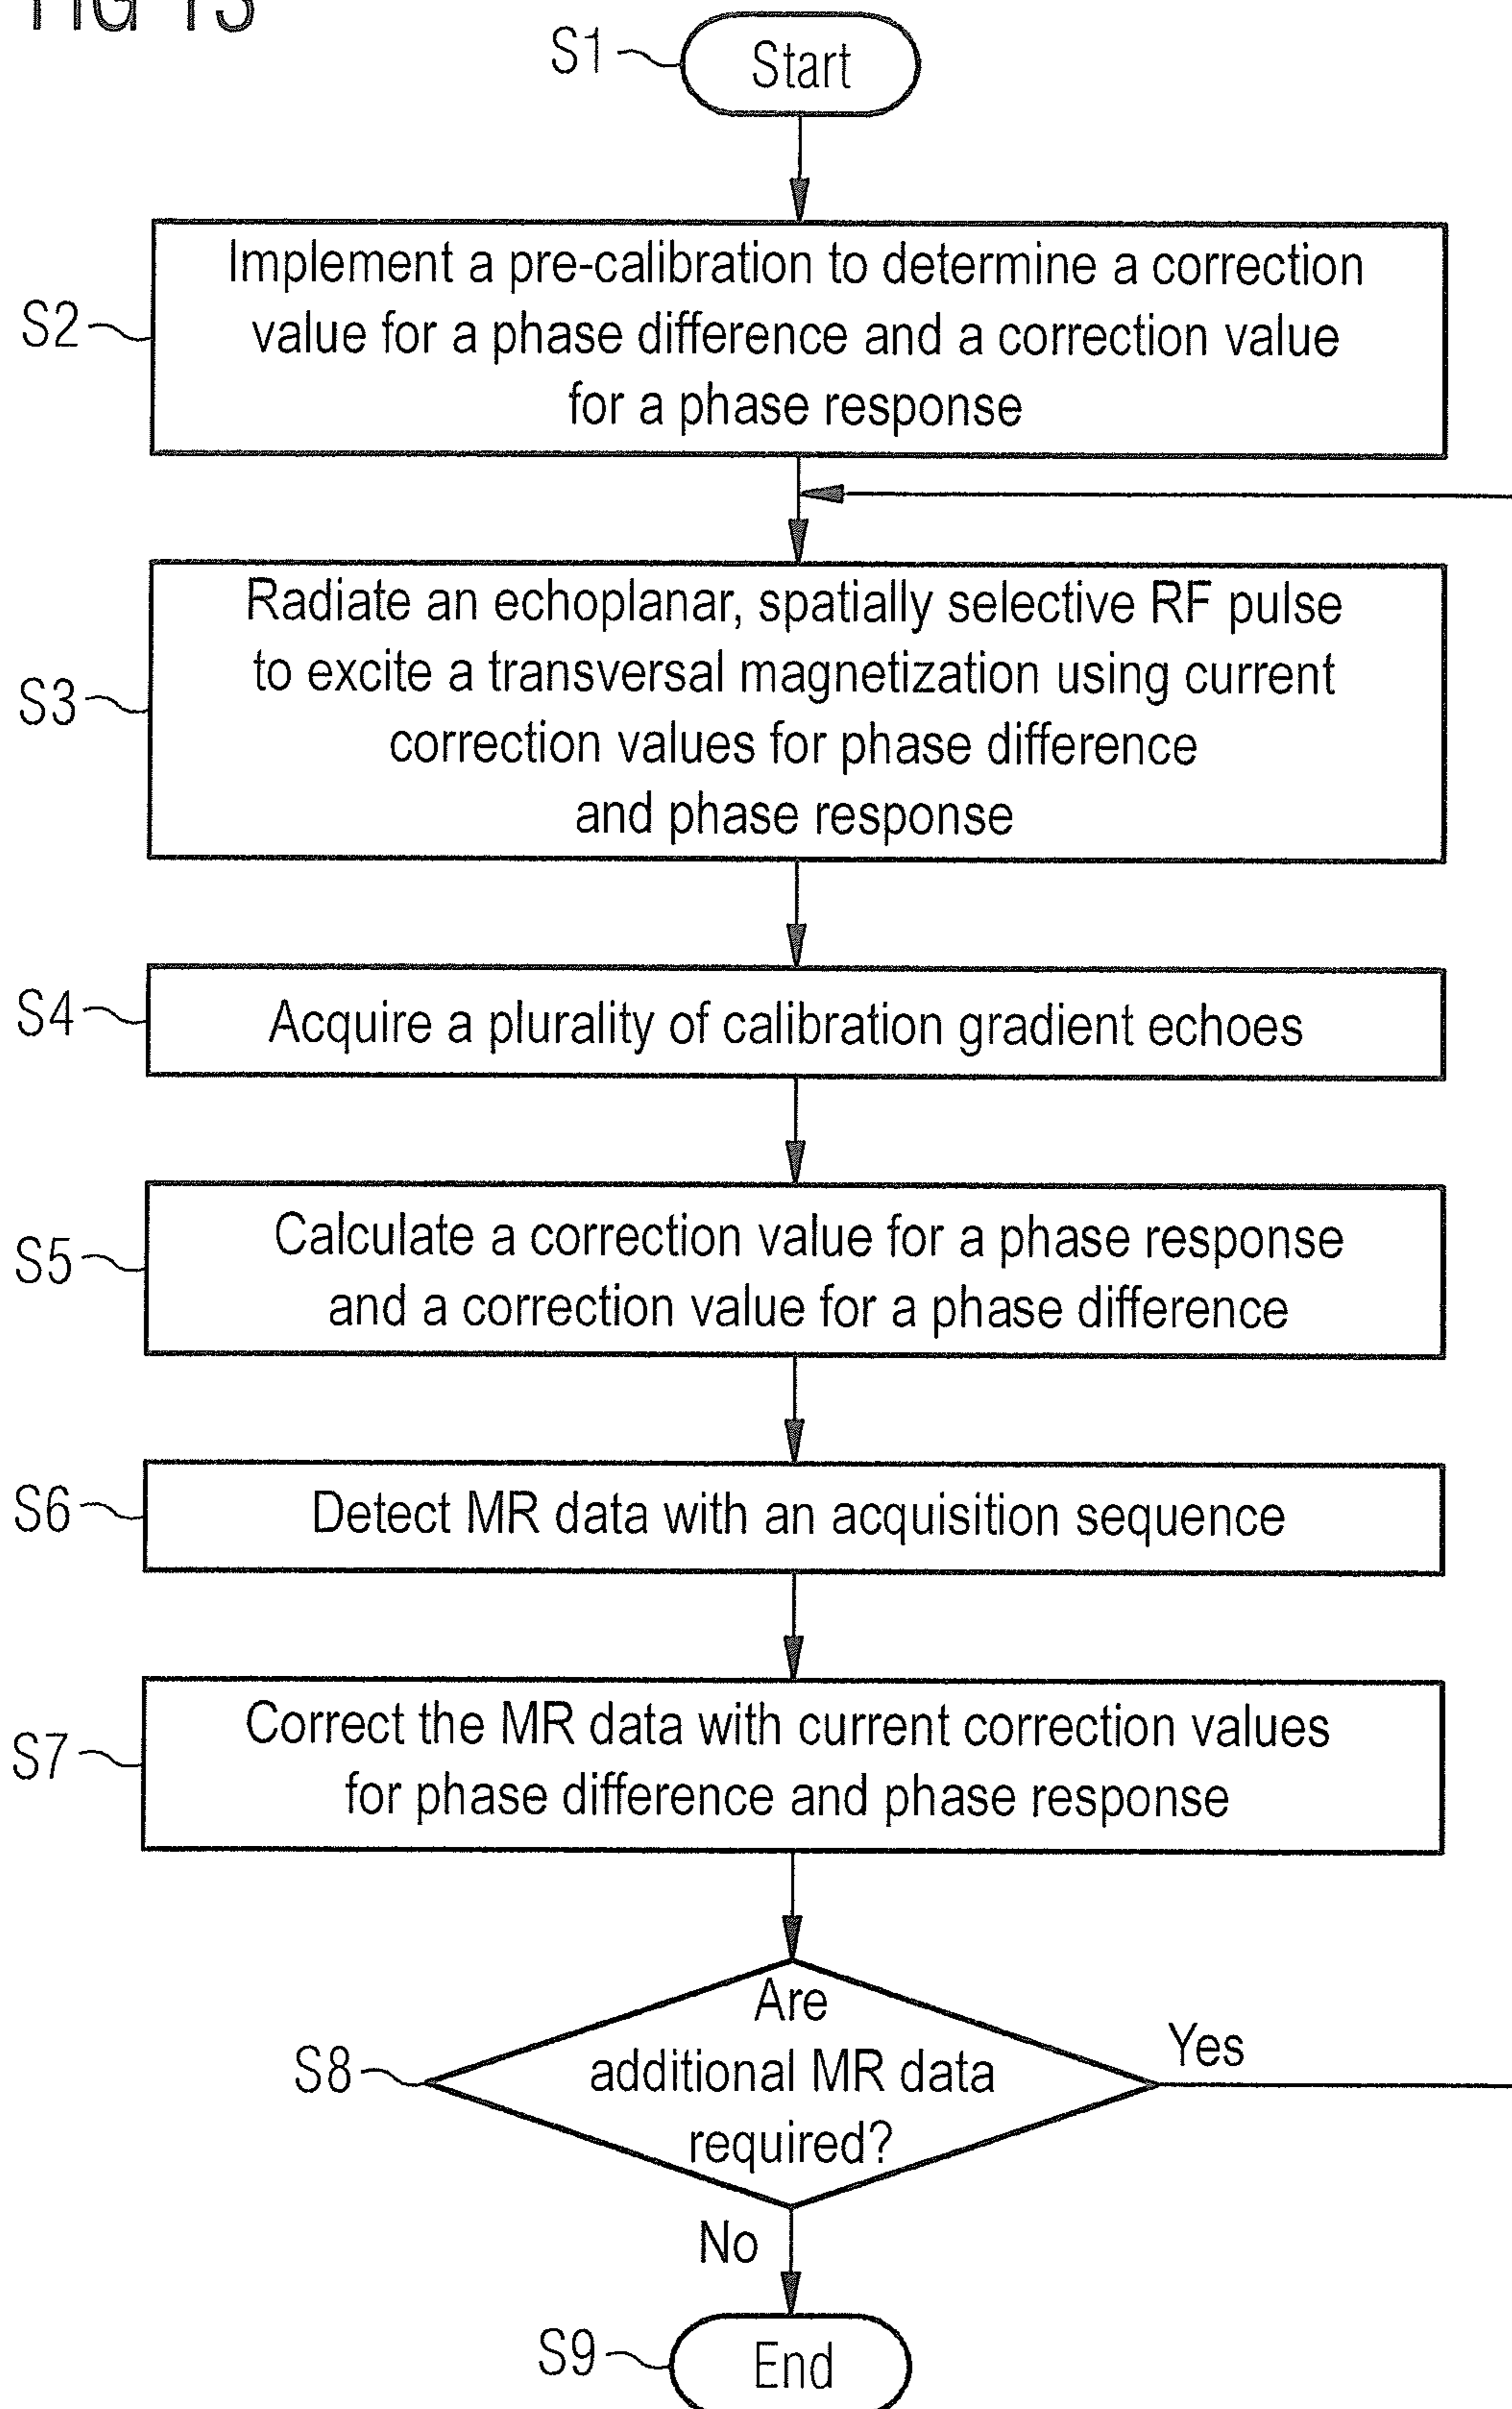 FIG 13
S1
Start
S2
Implement a pre-calibration to determine a correction
value for a phase difference and a correction value
for a phase response
S3
Radiate an echoplanar, spatially selective RF pulse
to excite a transversal magnetization using current
correction values for phase difference
and phase response
S4
Acquire a plurality of calibration gradient echoes
S5
Calculate a correction value for a phase response
and a correction value for a phase difference
S6
Detect MR data with an acquisition sequence
S7
Correct the MR data with current correction values
for phase difference and phase response
S8
Are
additional MR data
required?
Yes
No
S9
End